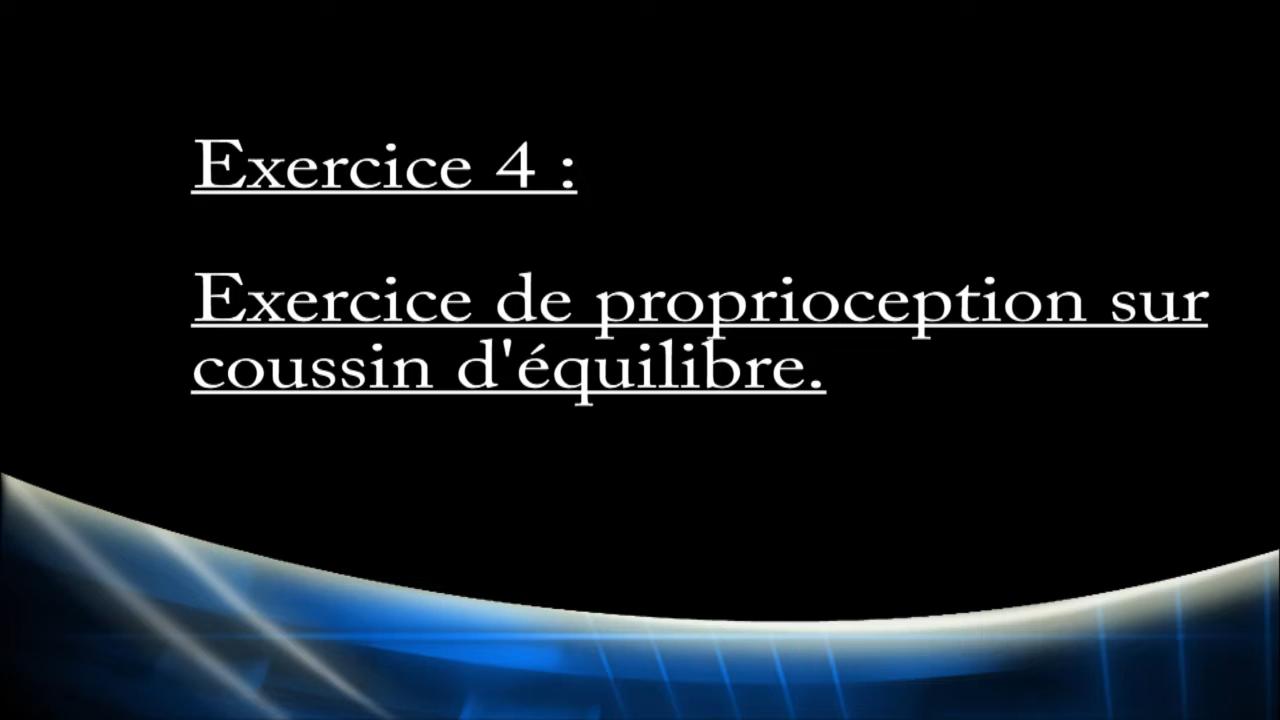 Exercice 4 :
Exercice de proprioception sur
coussin d'équilibre.